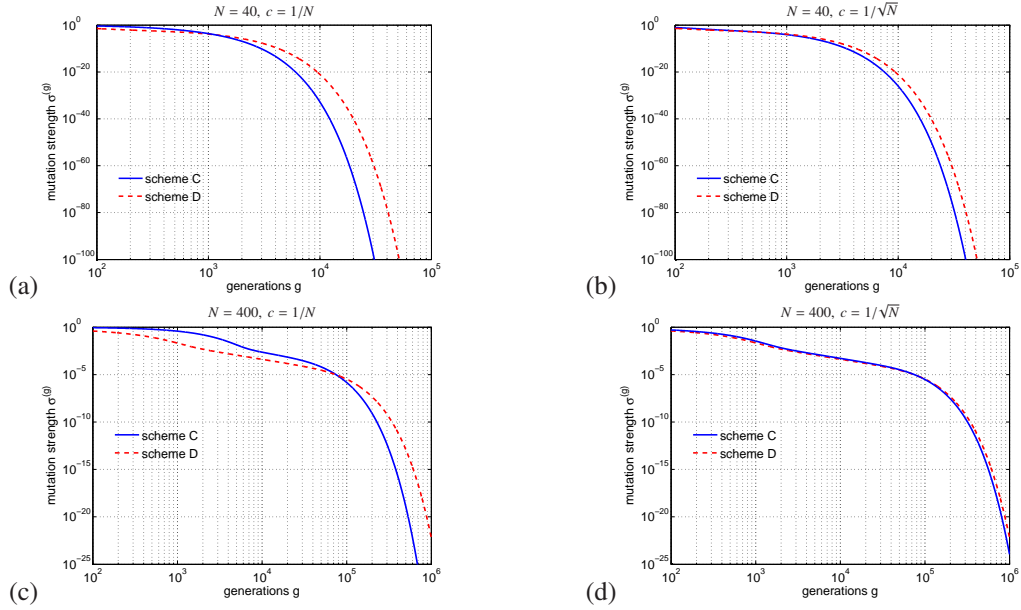 N = 40, c = 1/N
mutation strength σ^(g)
10^0
10^-20
10^-40
10^-60
10^-80
10^-100
scheme C
scheme D
10^2 10^3 10^4 10^5
generations g
(a)
N = 40, c = 1/√N
mutation strength σ^(g)
10^0
10^-20
10^-40
10^-60
10^-80
10^-100
scheme C
scheme D
10^2 10^3 10^4 10^5
generations g
(b)
N = 400, c = 1/N
mutation strength σ^(g)
10^0
10^-5
10^-10
10^-15
10^-20
10^-25
scheme C
scheme D
10^2 10^3 10^4 10^5 10^6
generations g
(c)
N = 400, c = 1/√N
mutation strength σ^(g)
10^0
10^-5
10^-10
10^-15
10^-20
10^-25
scheme C
scheme D
10^2 10^3 10^4 10^5 10^6
generations g
(d)